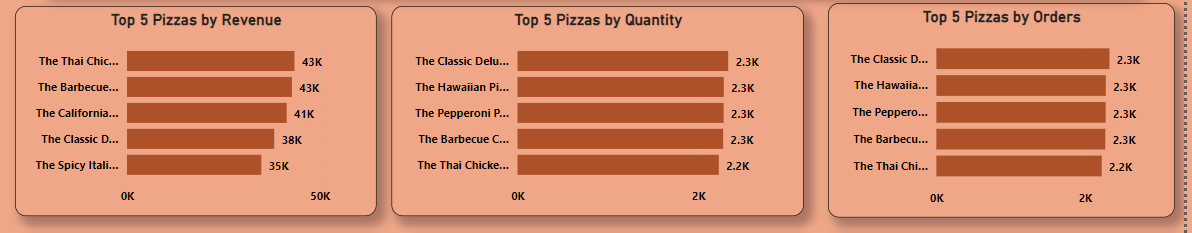 Top 5 Pizzas by Revenue
The Thai Chic... 43K
The Barbecue... 43K
The California... 41K
The Classic D... 38K
The Spicy Itali... 35K
0K 50K
Top 5 Pizzas by Quantity
The Classic Delu... 2.3K
The Hawaiian Pi... 2.3K
The Pepperoni P... 2.3K
The Barbecue C... 2.3K
The Thai Chicke... 2.2K
0K 2K
Top 5 Pizzas by Orders
The Classic D... 2.3K
The Hawaiia... 2.3K
The Peppero... 2.3K
The Barbecu... 2.3K
The Thai Chi... 2.2K
0K 2K